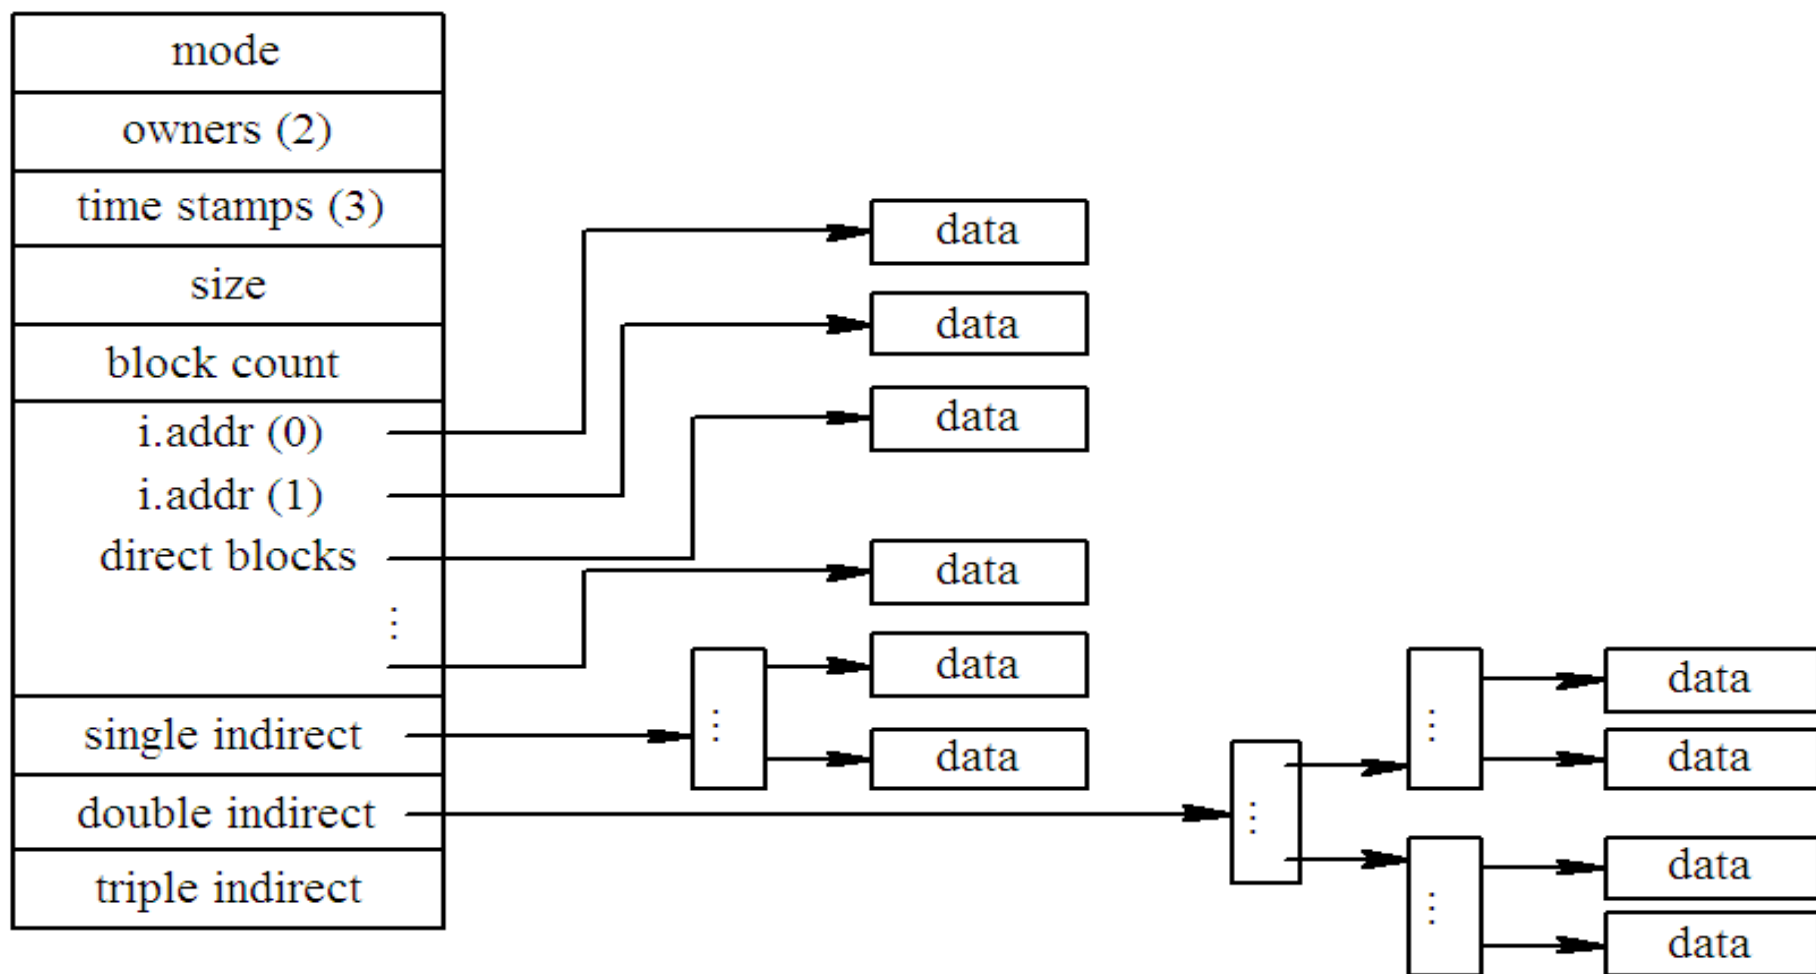 mode
owners (2)
time stamps (3)
size
block count
i.addr (0)
i.addr (1)
direct blocks
⋮
single indirect
double indirect
triple indirect
data
data
data
data
data
⋮
data
⋮
⋮
data
data
⋮
data
data